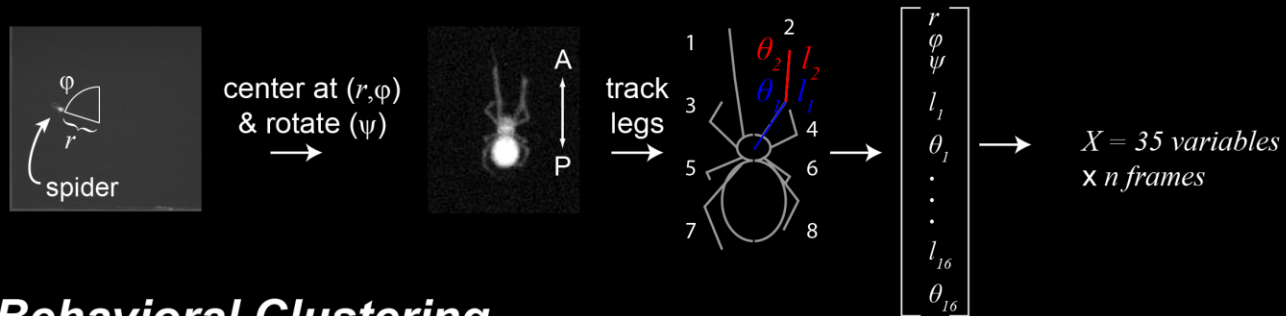 φ
r
spider
center at (r,φ)
& rotate (ψ)
A
P
track
legs
1
2
3
4
5
6
7
8
θ₂ l₂
θ₁ l₁
r
φ
ψ
l₁
θ₁
.
.
.
l₁₆
θ₁₆
X = 35 variables
x n frames
Behavioral Clustering